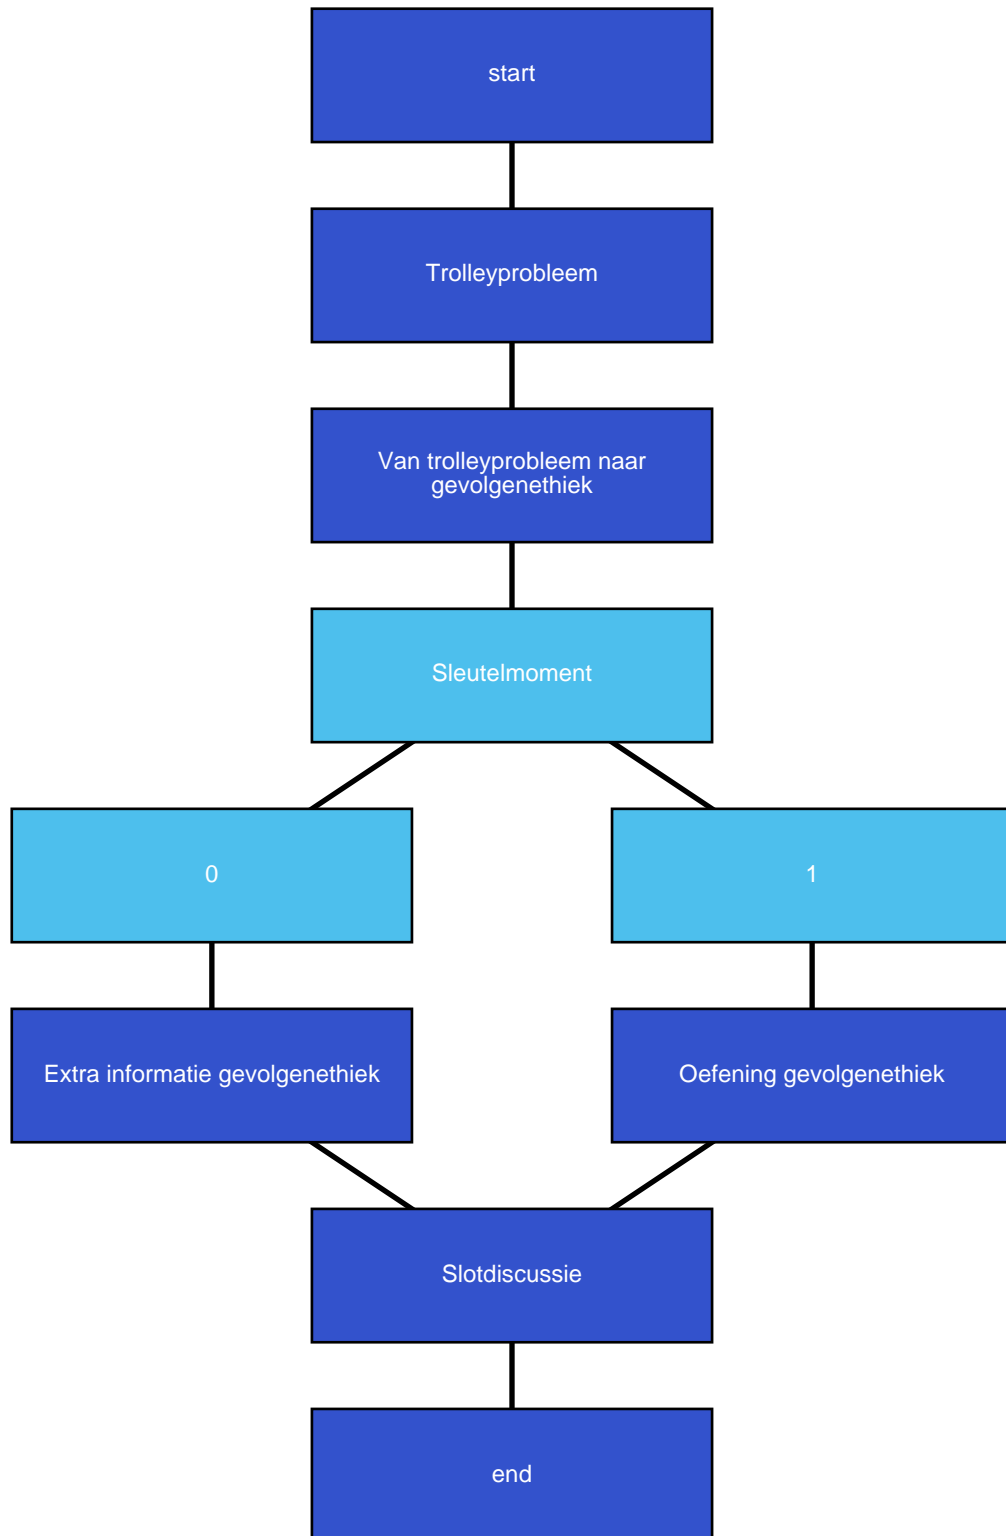 start
Trolleyprobleem
Van trolleyprobleem naar
gevolgenethiek
Sleutelmoment
0
1
Extra informatie gevolgenethiek
Oefening gevolgenethiek
Slotdiscussie
end